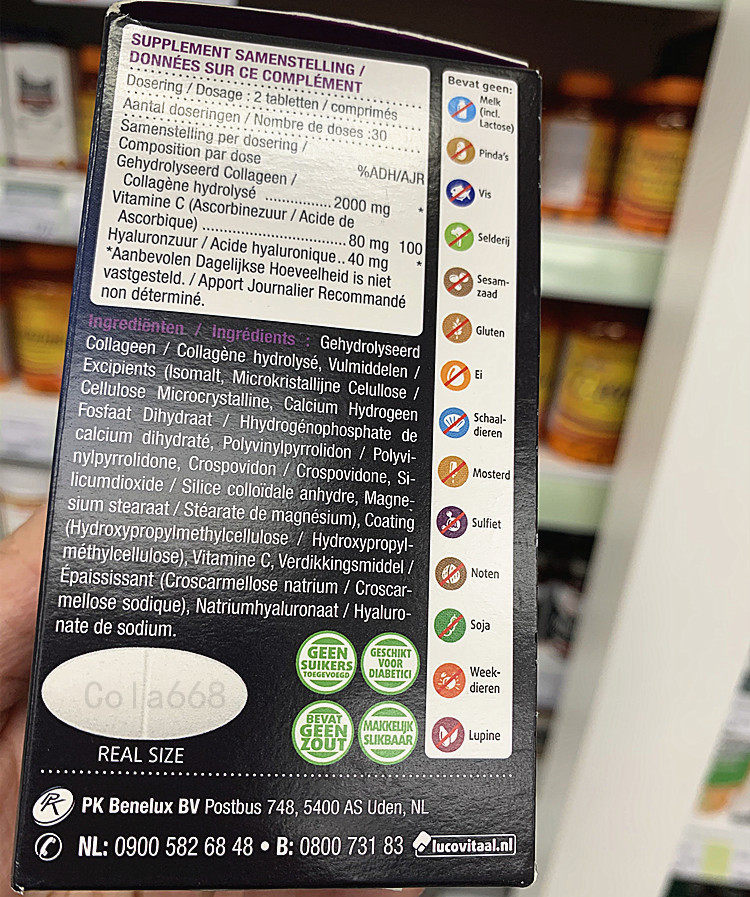 SUPPLEMENT SAMENSTELLING /
DONNÉES SUR CE COMPLÉMENT
Dosering / Dosage : 2 tabletten / comprimés
Aantal doseringen / Nombre de doses :30
Samenstelling per dosering /
Composition par dose %ADH/AJR
Gehydrolyseerd Collageen /
Collagène hydrolysé ............... 2000 mg *
Vitamine C (Ascorbinezuur / Acide de
Ascorbique) ........................... 80 mg 100
Hyaluronzuur / Acide hyaluronique.. 40 mg *
*Aanbevolen Dagelijkse Hoeveelheid is niet
vastgesteld. / Apport Journalier Recommandé
non déterminé.
Ingrediënten / Ingrédients : Gehydrolyseerd
Collageen / Collagène hydrolysé, Vulmiddelen /
Excipients (Isomalt, Microkristallijne Celullose /
Cellulose Microcrystalline, Calcium Hydrogeen
Fosfaat Dihydraat / Hhydrogénophosphate de
calcium dihydraté, Polyvinylpyrrolidon / Polyvi-
nylpyrrolidone, Crospovidon / Crospovidone, Si-
licumdioxide / Silice colloïdale anhydre, Magne-
sium stearaat / Stéarate de magnésium), Coating
(Hydroxypropylmethylcellulose / Hydroxypropyl-
méthylcellulose), Vitamine C, Verdikkingsmiddel /
Épaississant (Croscarmellose natrium / Croscar-
mellose sodique), Natriumhyaluronaat / Hyaluro-
nate de sodium.
Colla668
REAL SIZE
GEEN
SUIKERS
TOEGEVOEGD
GESCHIKT
VOOR
DIABETICI
BEVAT
GEEN
ZOUT
MAKKELIJK
SLIKBAAR
Bevat geen:
Melk
(incl.
Lactose)
Pinda's
Vis
Selderij
Sesam-
zaad
Gluten
Ei
Schaal-
dieren
Mosterd
Sulfiet
Noten
Soja
Week-
dieren
Lupine
PK PK Benelux BV Postbus 748, 5400 AS Uden, NL
NL: 0900 582 68 48 • B: 0800 731 83 lucovitaal.nl